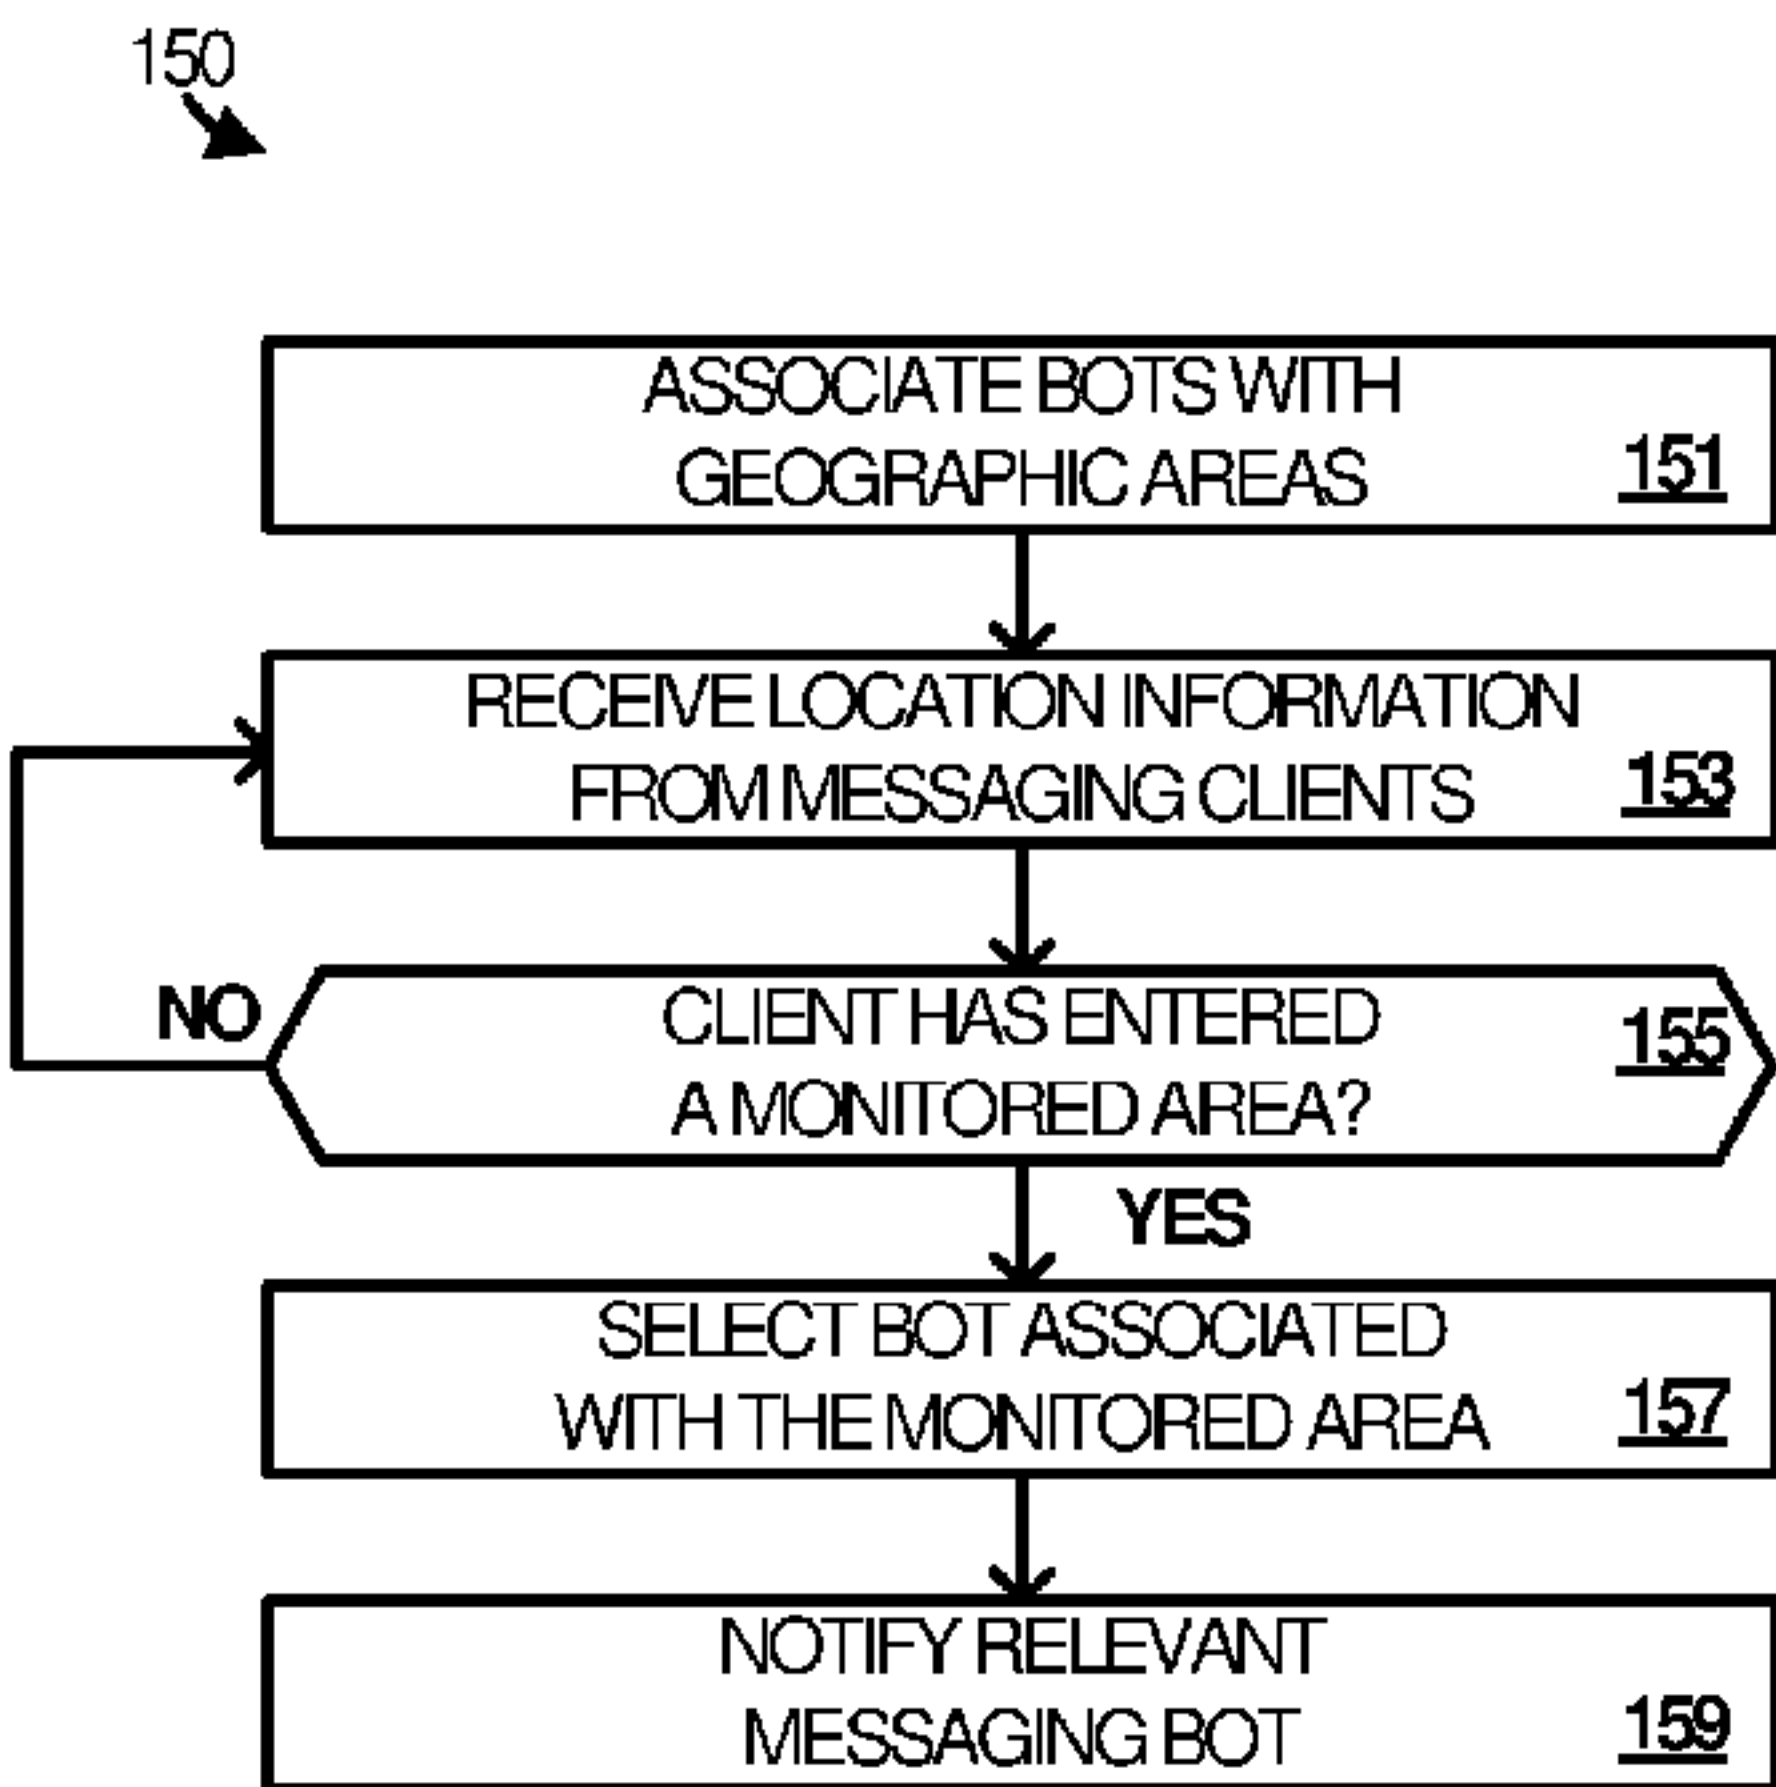 150
ASSOCIATE BOTS WITH
GEOGRAPHIC AREAS
151
RECEIVE LOCATION INFORMATION
FROM MESSAGING CLIENTS
153
NO
CLIENT HAS ENTERED
A MONITORED AREA?
155
YES
SELECT BOT ASSOCIATED
WITH THE MONITORED AREA
157
NOTIFY RELEVANT
MESSAGING BOT
159